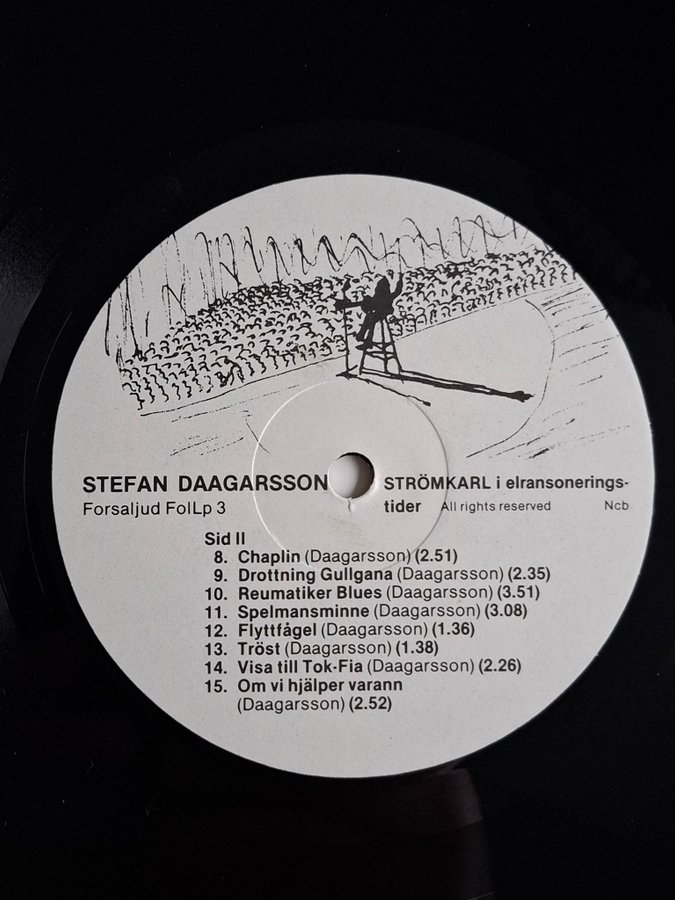 STEFAN DAAGARSSON
Forsaljud FolLp 3
STRÖMKARL i elransonerings-
tider All rights reserved Ncb
Sid II
8. Chaplin (Daagarsson) (2.51)
9. Drottning Gullgana (Daagarsson) (2.35)
10. Reumatiker Blues (Daagarsson) (3.51)
11. Spelmansminne (Daagarsson) (3.08)
12. Flyttfågel (Daagarsson) (1.36)
13. Tröst (Daagarsson) (1.38)
14. Visa till Tok-Fia (Daagarsson) (2.26)
15. Om vi hjälper varann
(Daagarsson) (2.52)